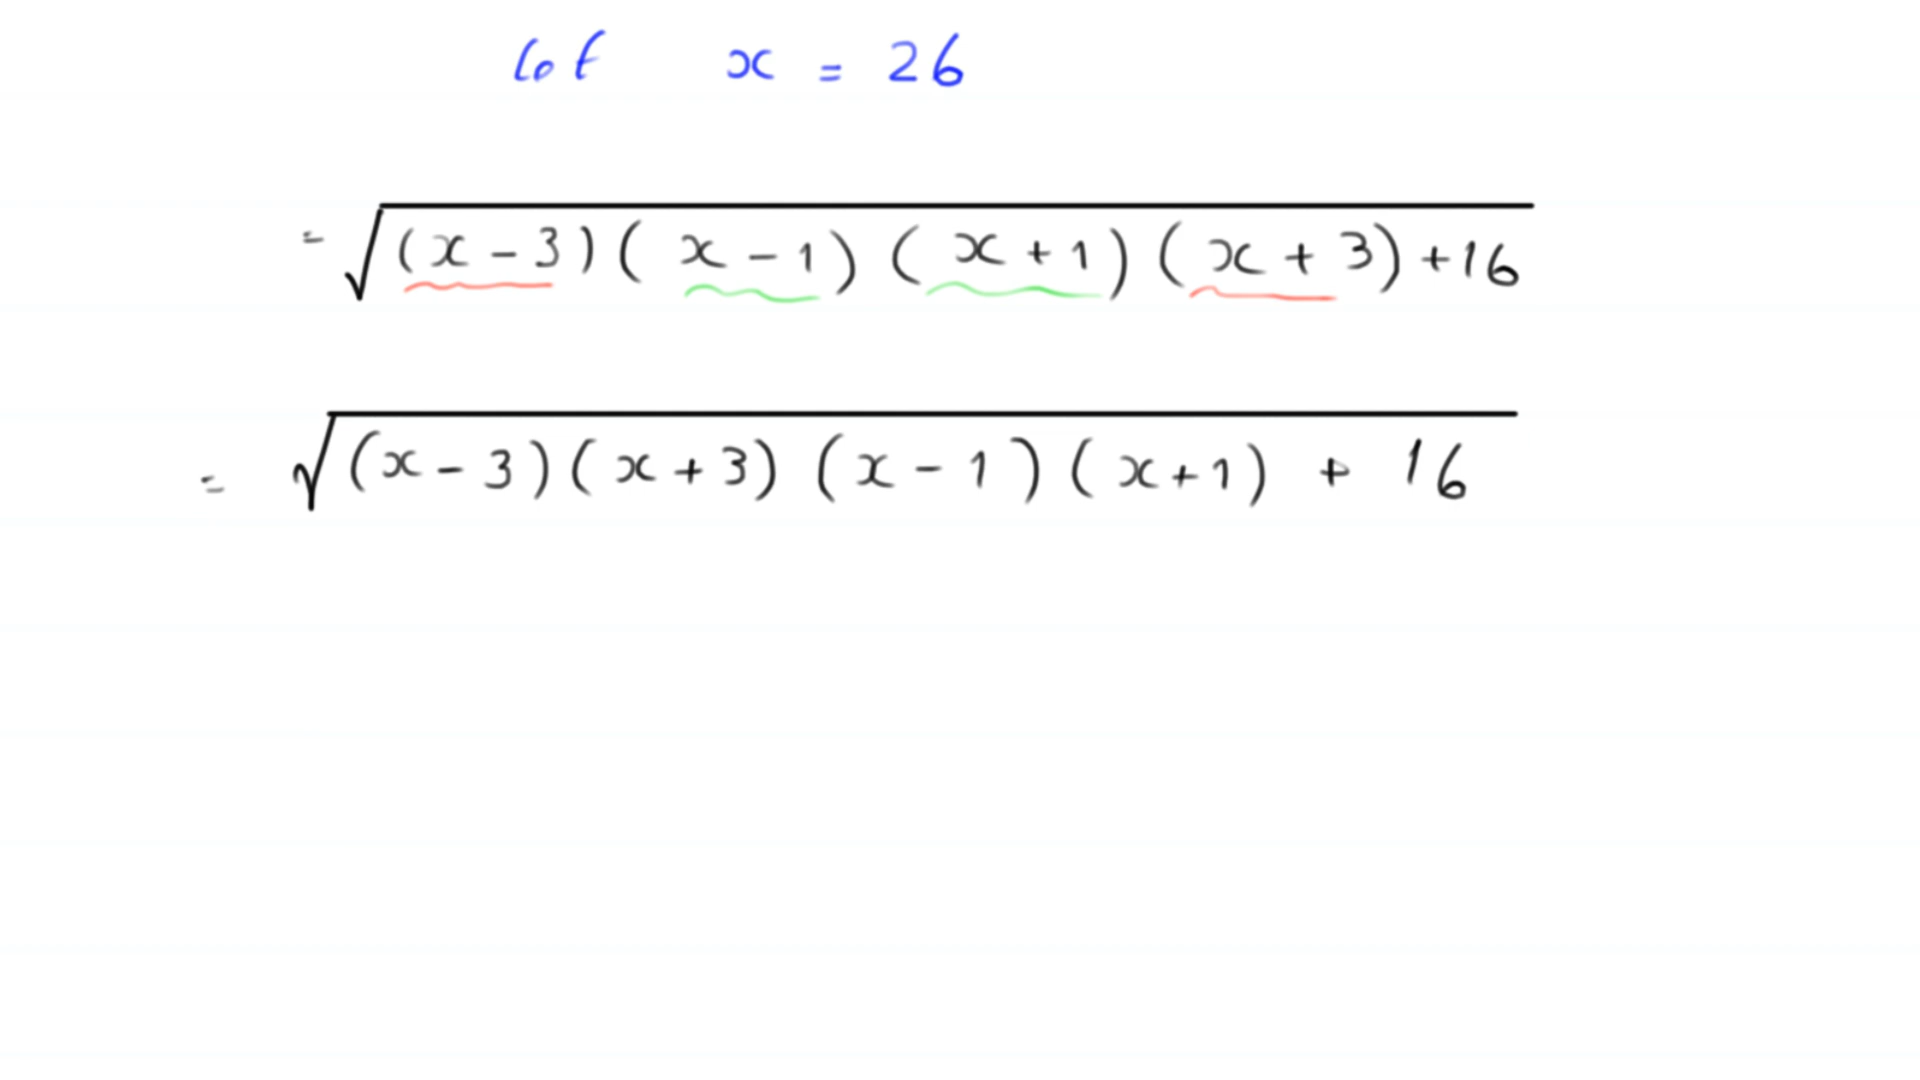 Let x = 26
= √(x - 3)(x - 1)(x + 1)(x + 3) + 16
= √(x - 3)(x + 3)(x - 1)(x + 1) + 16